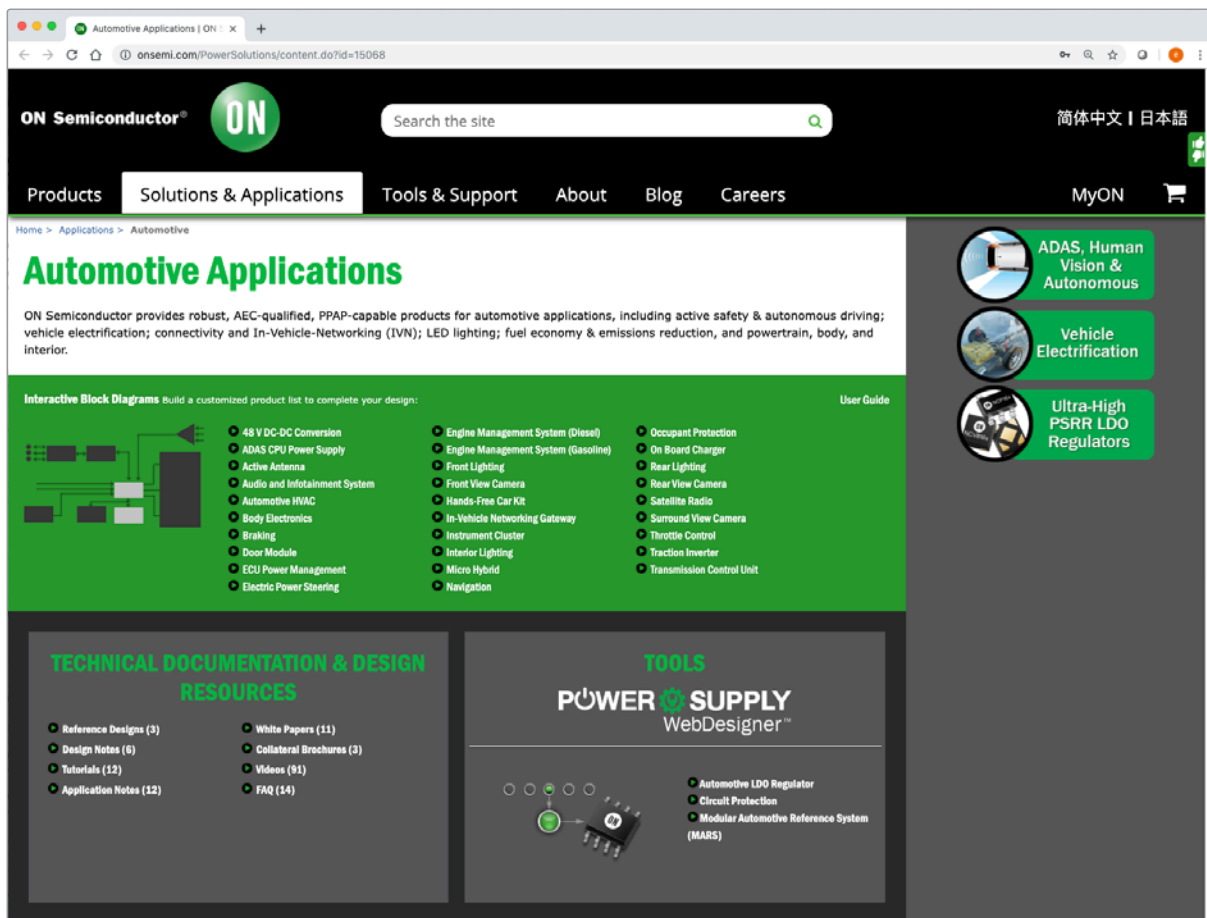 Automotive Applications | ON S
onsemi.com/PowerSolutions/content.do?id=15068
ON Semiconductor®
ON
Search the site
简体中文 | 日本語
Products
Solutions & Applications
Tools & Support
About
Blog
Careers
MyON
Home > Applications > Automotive
Automotive Applications
ON Semiconductor provides robust, AEC-qualified, PPAP-capable products for automotive applications, including active safety & autonomous driving;
vehicle electrification; connectivity and In-Vehicle-Networking (IVN); LED lighting; fuel economy & emissions reduction, and powertrain, body, and
interior.
ADAS, Human
Vision &
Autonomous
Vehicle
Electrification
Ultra-High
PSRR LDO
Regulators
Interactive Block Diagrams Build a customized product list to complete your design:
User Guide
48 V DC-DC Conversion
ADAS CPU Power Supply
Active Antenna
Audio and Infotainment System
Automotive HVAC
Body Electronics
Braking
Door Module
ECU Power Management
Electric Power Steering
Engine Management System (Diesel)
Engine Management System (Gasoline)
Front Lighting
Front View Camera
Hands-Free Car Kit
In-Vehicle Networking Gateway
Instrument Cluster
Interior Lighting
Micro Hybrid
Navigation
Occupant Protection
On Board Charger
Rear Lighting
Rear View Camera
Satellite Radio
Surround View Camera
Throttle Control
Traction Inverter
Transmission Control Unit
TECHNICAL DOCUMENTATION & DESIGN
RESOURCES
Reference Designs (3)
Design Notes (6)
Tutorials (12)
Application Notes (12)
White Papers (11)
Collateral Brochures (3)
Videos (91)
FAQ (14)
TOOLS
POWER SUPPLY
WebDesigner™
ON
Automotive LDO Regulator
Circuit Protection
Modular Automotive Reference System
(MARS)